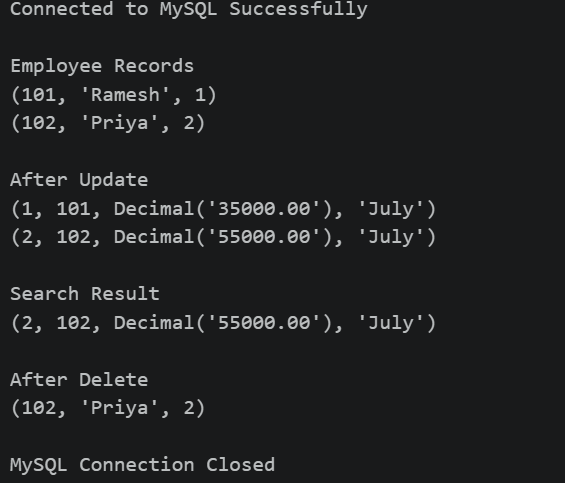 Connected to MySQL Successfully
Employee Records
(101, 'Ramesh', 1)
(102, 'Priya', 2)
After Update
(1, 101, Decimal('35000.00'), 'July')
(2, 102, Decimal('55000.00'), 'July')
Search Result
(2, 102, Decimal('55000.00'), 'July')
After Delete
(102, 'Priya', 2)
MySQL Connection Closed